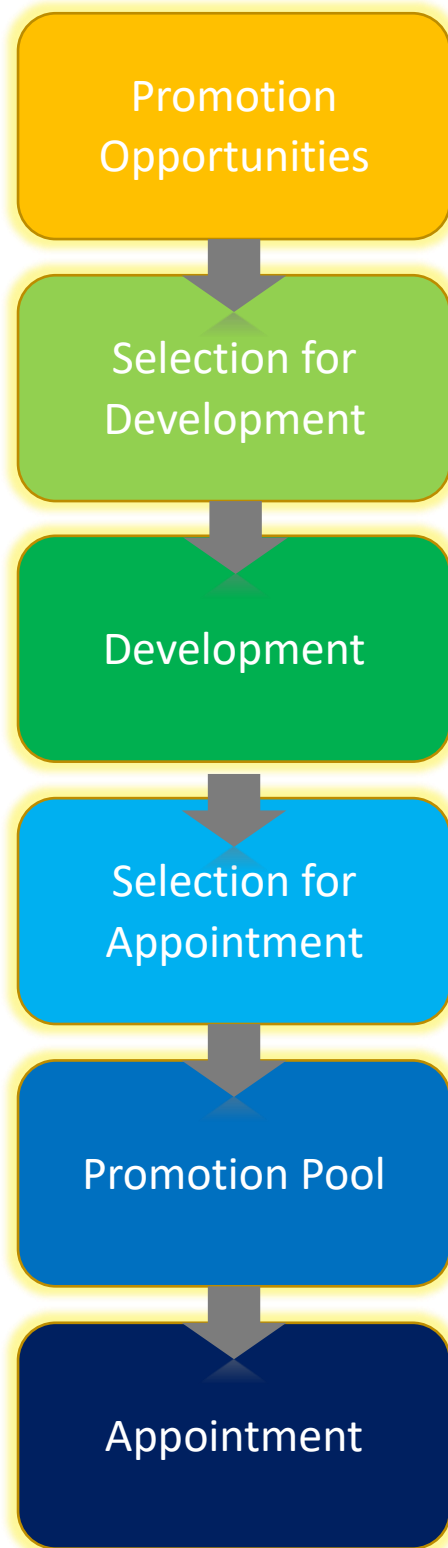 Promotion
Opportunities
Selection for
Development
Development
Selection for
Appointment
Promotion Pool
Appointment